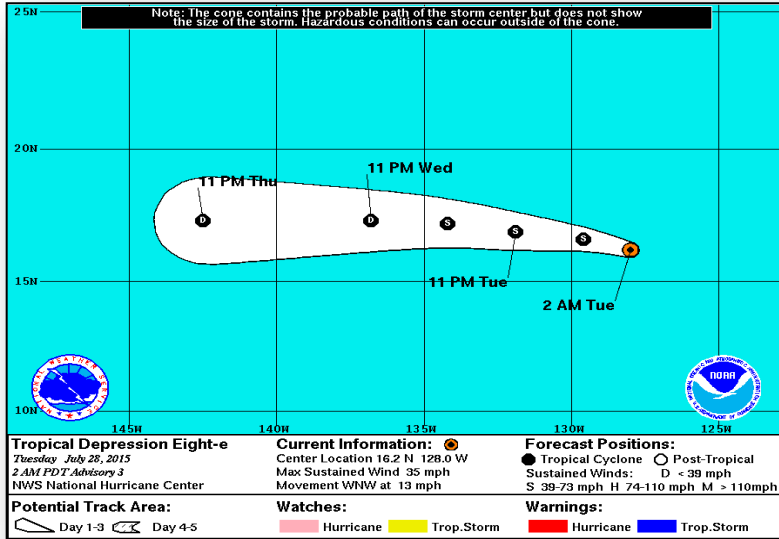 Note: The cone contains the probable path of the storm center but does not show
the size of the storm. Hazardous conditions can occur outside of the cone.
25N
20N
15N
10N
145W
140W
135W
130W
125W
11 PM Thu
11 PM Wed
D
D
S
S
S
11 PM Tue
2 AM Tue
NATIONAL WEATHER SERVICE
NOAA
Tropical Depression Eight-e
Tuesday July 28, 2015
2 AM PDT Advisory 3
NWS National Hurricane Center
Current Information:
Center Location 16.2 N 128.0 W
Max Sustained Wind 35 mph
Movement WNW at 13 mph
Forecast Positions:
Tropical Cyclone Post-Tropical
Sustained Winds: D < 39 mph
S 39-73 mph H 74-110 mph M > 110mph
Potential Track Area:
Day 1-3 Day 4-5
Watches:
Hurricane Trop.Storm
Warnings:
Hurricane Trop.Storm